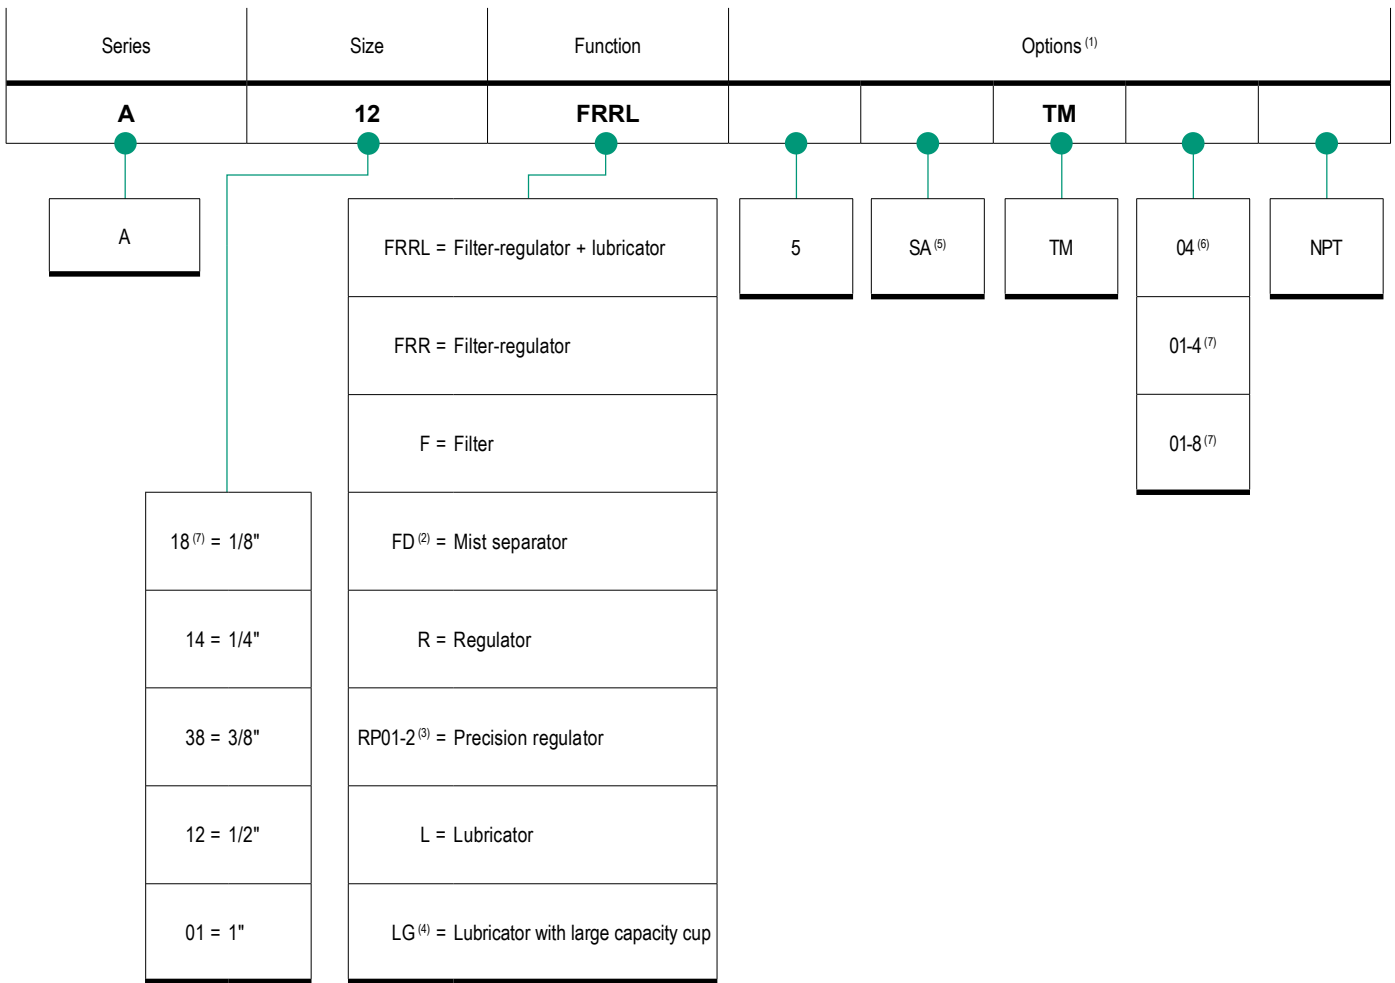 Series Size Function Options (1)
A 12 FRRL TM
A
FRRL = Filter-regulator + lubricator
5
SA (5)
TM
04 (6)
NPT
FRR = Filter-regulator
01-4 (7)
F = Filter
01-8 (7)
18 (7) = 1/8"
FD (2) = Mist separator
14 = 1/4"
R = Regulator
38 = 3/8"
RP01-2 (3) = Precision regulator
12 = 1/2"
L = Lubricator
01 = 1"
LG (4) = Lubricator with large capacity cup